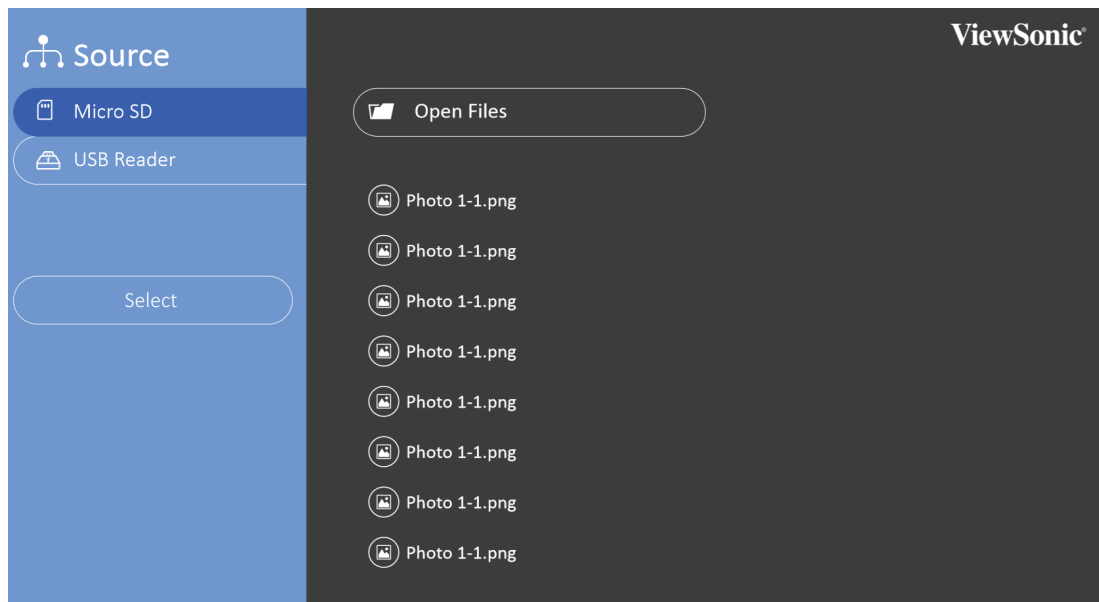 Source
Micro SD
USB Reader
Select
ViewSonic®
Open Files
Photo 1-1.png
Photo 1-1.png
Photo 1-1.png
Photo 1-1.png
Photo 1-1.png
Photo 1-1.png
Photo 1-1.png
Photo 1-1.png